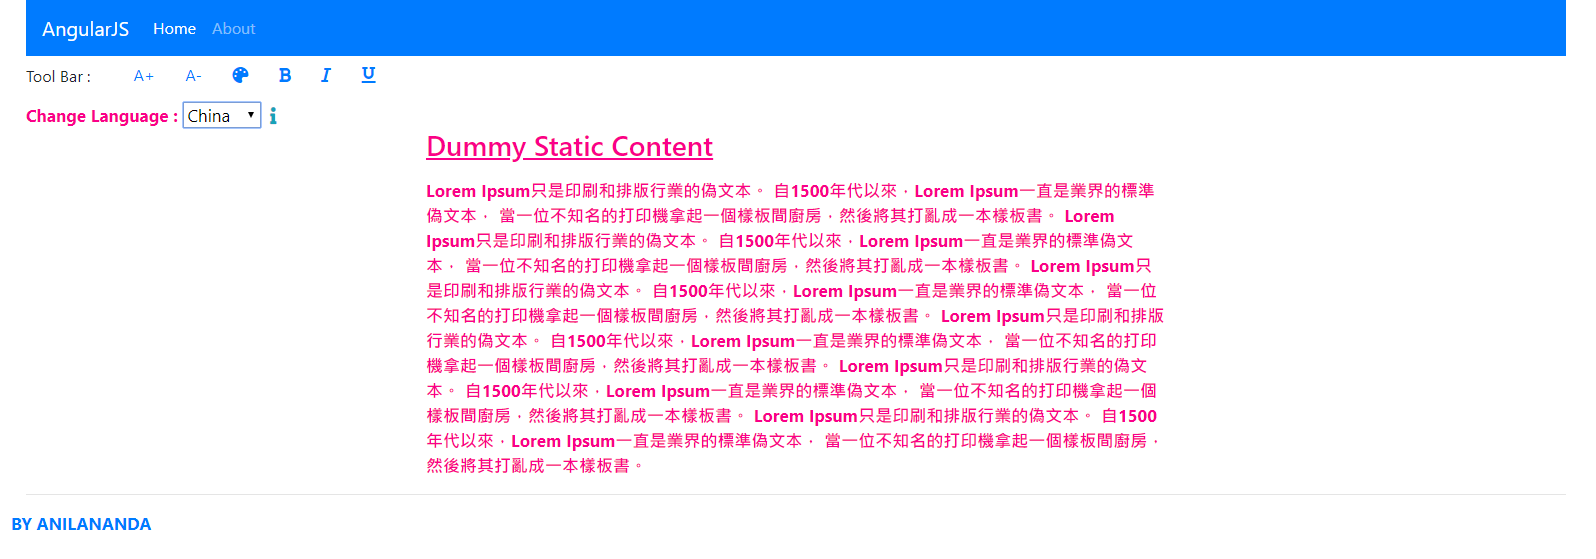 AngularJS Home About
Tool Bar : A+ A- B I U
Change Language : China
Dummy Static Content
Lorem Ipsum只是印刷和排版行業的偽文本。 自1500年代以來，Lorem Ipsum一直是業界的標準
偽文本， 當一位不知名的打印機拿起一個樣板間廚房，然後將其打亂成一本樣板書。 Lorem
Ipsum只是印刷和排版行業的偽文本。 自1500年代以來，Lorem Ipsum一直是業界的標準偽文
本， 當一位不知名的打印機拿起一個樣板間廚房，然後將其打亂成一本樣板書。 Lorem Ipsum只
是印刷和排版行業的偽文本。 自1500年代以來，Lorem Ipsum一直是業界的標準偽文本， 當一位
不知名的打印機拿起一個樣板間廚房，然後將其打亂成一本樣板書。 Lorem Ipsum只是印刷和排版
行業的偽文本。 自1500年代以來，Lorem Ipsum一直是業界的標準偽文本， 當一位不知名的打印
機拿起一個樣板間廚房，然後將其打亂成一本樣板書。 Lorem Ipsum只是印刷和排版行業的偽文
本。 自1500年代以來，Lorem Ipsum一直是業界的標準偽文本， 當一位不知名的打印機拿起一個
樣板間廚房，然後將其打亂成一本樣板書。 Lorem Ipsum只是印刷和排版行業的偽文本。 自1500
年代以來，Lorem Ipsum一直是業界的標準偽文本， 當一位不知名的打印機拿起一個樣板間廚房，
然後將其打亂成一本樣板書。
BY ANILANANDA